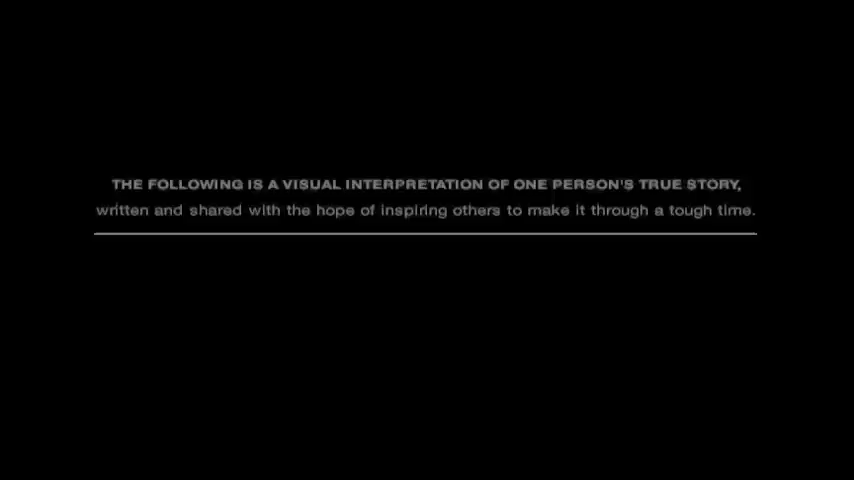 THE FOLLOWING IS A VISUAL INTERPRETATION OF ONE PERSON'S TRUE STORY,
written and shared with the hope of inspiring others to make it through a tough time.